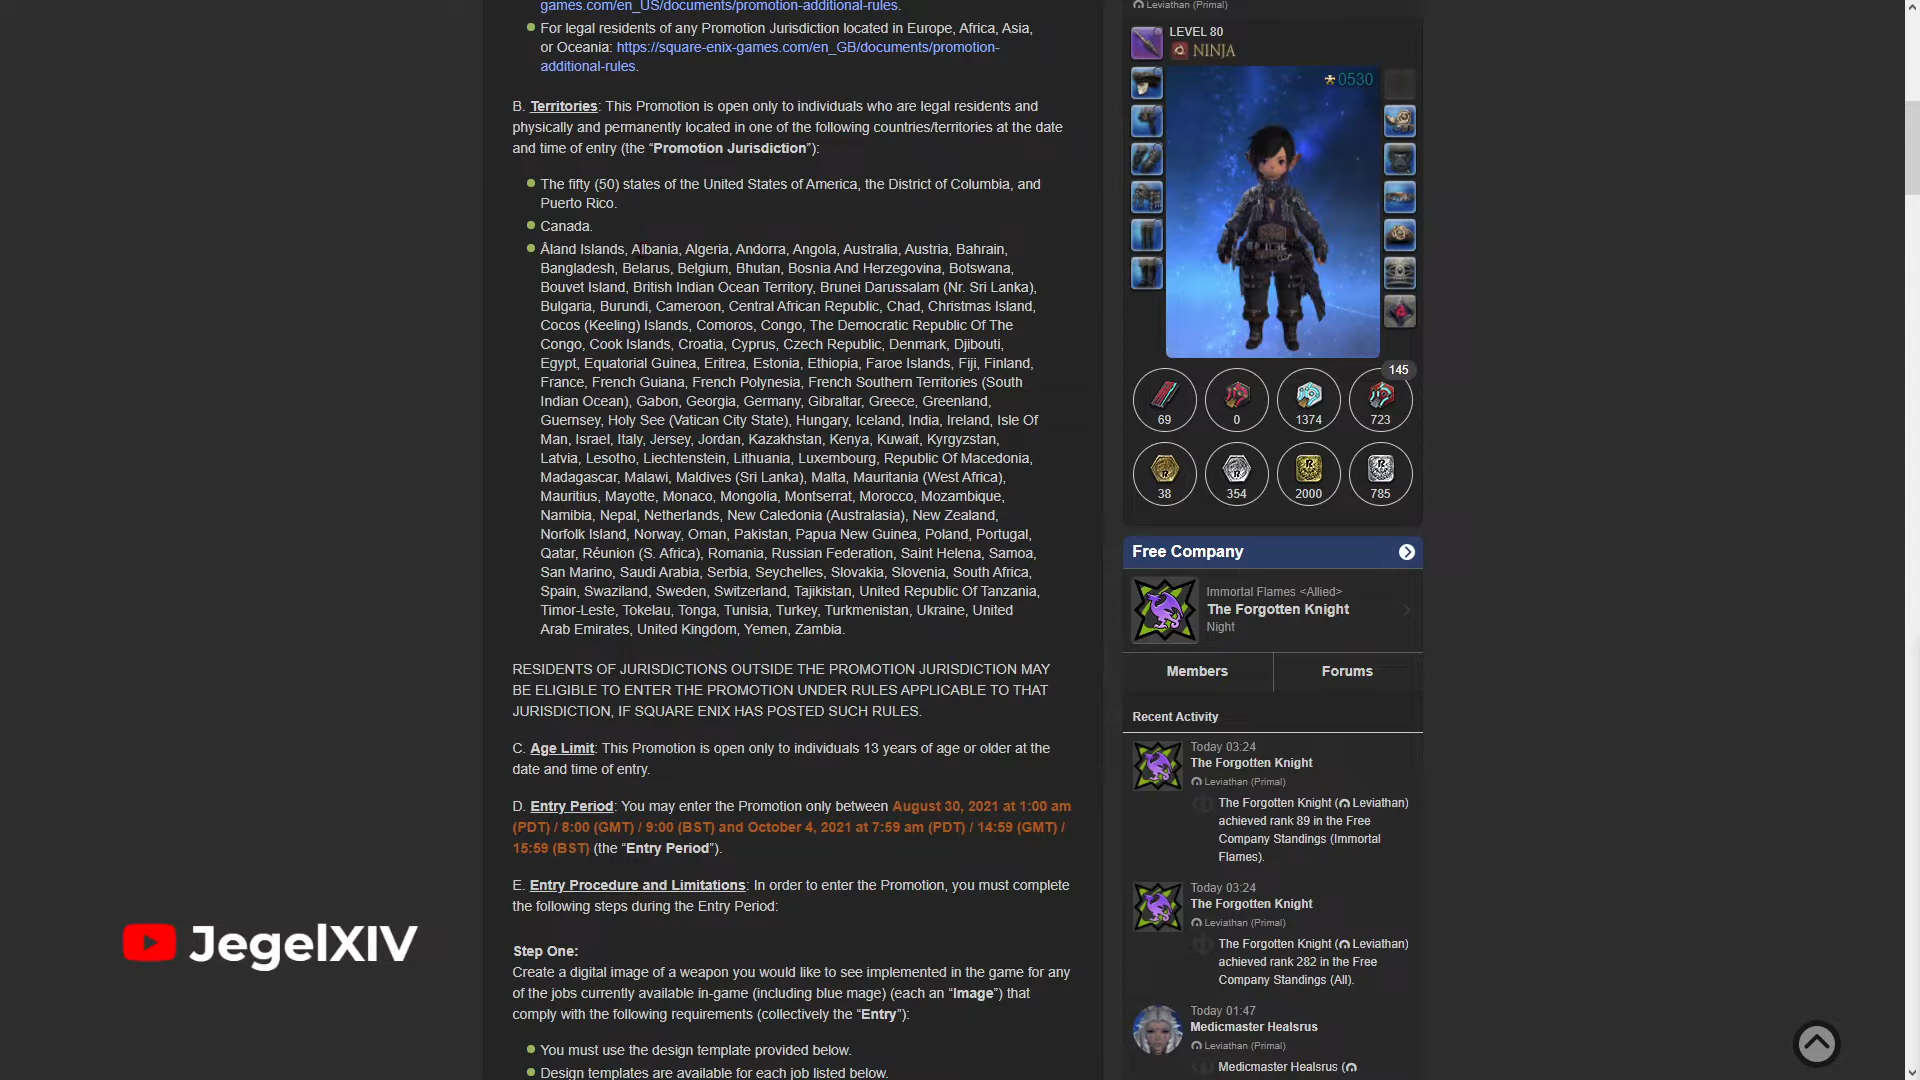 games.com/en_US/documents/promotion-additional-rules.
For legal residents of any Promotion Jurisdiction located in Europe, Africa, Asia,
or Oceania: https://square-enix-games.com/en_GB/documents/promotion-
additional-rules.
B. Territories: This Promotion is open only to individuals who are legal residents and
physically and permanently located in one of the following countries/territories at the date
and time of entry (the “Promotion Jurisdiction”):
The fifty (50) states of the United States of America, the District of Columbia, and
Puerto Rico.
Canada.
Åland Islands, Albania, Algeria, Andorra, Angola, Australia, Austria, Bahrain,
Bangladesh, Belarus, Belgium, Bhutan, Bosnia And Herzegovina, Botswana,
Bouvet Island, British Indian Ocean Territory, Brunei Darussalam (Nr. Sri Lanka),
Bulgaria, Burundi, Cameroon, Central African Republic, Chad, Christmas Island,
Cocos (Keeling) Islands, Comoros, Congo, The Democratic Republic Of The
Congo, Cook Islands, Croatia, Cyprus, Czech Republic, Denmark, Djibouti,
Egypt, Equatorial Guinea, Eritrea, Estonia, Ethiopia, Faroe Islands, Fiji, Finland,
France, French Guiana, French Polynesia, French Southern Territories (South
Indian Ocean), Gabon, Georgia, Germany, Gibraltar, Greece, Greenland,
Guernsey, Holy See (Vatican City State), Hungary, Iceland, India, Ireland, Isle Of
Man, Israel, Italy, Jersey, Jordan, Kazakhstan, Kenya, Kuwait, Kyrgyzstan,
Latvia, Lesotho, Liechtenstein, Lithuania, Luxembourg, Republic Of Macedonia,
Madagascar, Malawi, Maldives (Sri Lanka), Malta, Mauritania (West Africa),
Mauritius, Mayotte, Monaco, Mongolia, Montserrat, Morocco, Mozambique,
Namibia, Nepal, Netherlands, New Caledonia (Australasia), New Zealand,
Norfolk Island, Norway, Oman, Pakistan, Papua New Guinea, Poland, Portugal,
Qatar, Réunion (S. Africa), Romania, Russian Federation, Saint Helena, Samoa,
San Marino, Saudi Arabia, Serbia, Seychelles, Slovakia, Slovenia, South Africa,
Spain, Swaziland, Sweden, Switzerland, Tajikistan, United Republic Of Tanzania,
Timor-Leste, Tokelau, Tonga, Tunisia, Turkey, Turkmenistan, Ukraine, United
Arab Emirates, United Kingdom, Yemen, Zambia.
RESIDENTS OF JURISDICTIONS OUTSIDE THE PROMOTION JURISDICTION MAY
BE ELIGIBLE TO ENTER THE PROMOTION UNDER RULES APPLICABLE TO THAT
JURISDICTION, IF SQUARE ENIX HAS POSTED SUCH RULES.
C. Age Limit: This Promotion is open only to individuals 13 years of age or older at the
date and time of entry.
D. Entry Period: You may enter the Promotion only between August 30, 2021 at 1:00 am
(PDT) / 8:00 (GMT) / 9:00 (BST) and October 4, 2021 at 7:59 am (PDT) / 14:59 (GMT) /
15:59 (BST) (the “Entry Period”).
E. Entry Procedure and Limitations: In order to enter the Promotion, you must complete
the following steps during the Entry Period:
Step One:
Create a digital image of a weapon you would like to see implemented in the game for any
of the jobs currently available in-game (including blue mage) (each an “Image”) that
comply with the following requirements (collectively the “Entry”):
You must use the design template provided below.
Design templates are available for each job listed below.
Leviathan (Primal)
LEVEL 80
NINJA
0530
145
69
0
1374
723
38
354
2000
785
Free Company
Immortal Flames <Allied>
The Forgotten Knight
Night
Members
Forums
Recent Activity
Today 03:24
The Forgotten Knight
Leviathan (Primal)
The Forgotten Knight (Leviathan)
achieved rank 89 in the Free
Company Standings (Immortal
Flames).
Today 03:24
The Forgotten Knight
Leviathan (Primal)
The Forgotten Knight (Leviathan)
achieved rank 282 in the Free
Company Standings (All).
Today 01:47
Medicmaster Healsrus
Leviathan (Primal)
Medicmaster Healsrus (
JegelXIV